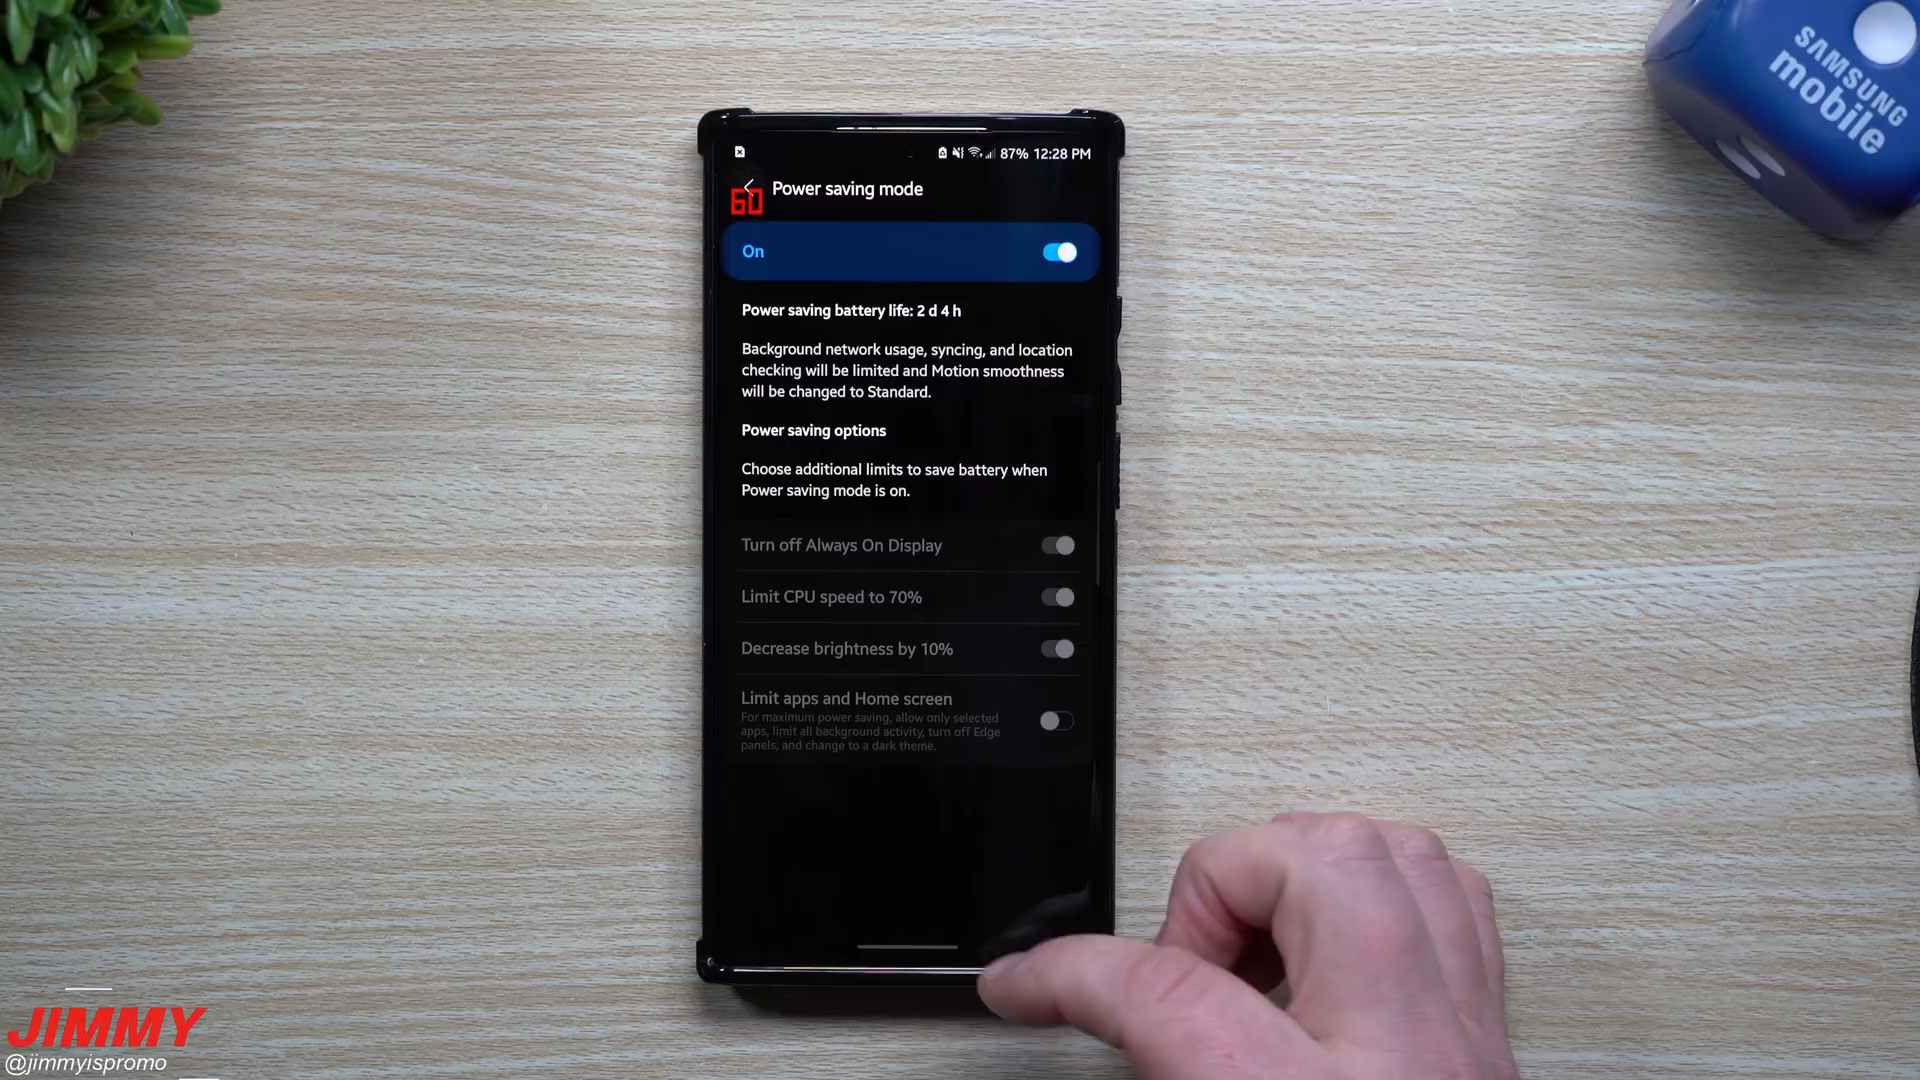 SAMSUNG
mobile
87% 12:28 PM
60
Power saving mode
On
Power saving battery life: 2 d 4 h
Background network usage, syncing, and location
checking will be limited and Motion smoothness
will be changed to Standard.
Power saving options
Choose additional limits to save battery when
Power saving mode is on.
Turn off Always On Display
Limit CPU speed to 70%
Decrease brightness by 10%
Limit apps and Home screen
For maximum power saving, allow only selected
apps, limit all background activity, turn off Edge
panels, and change to a dark theme.
JIMMY
@jimmyispromo